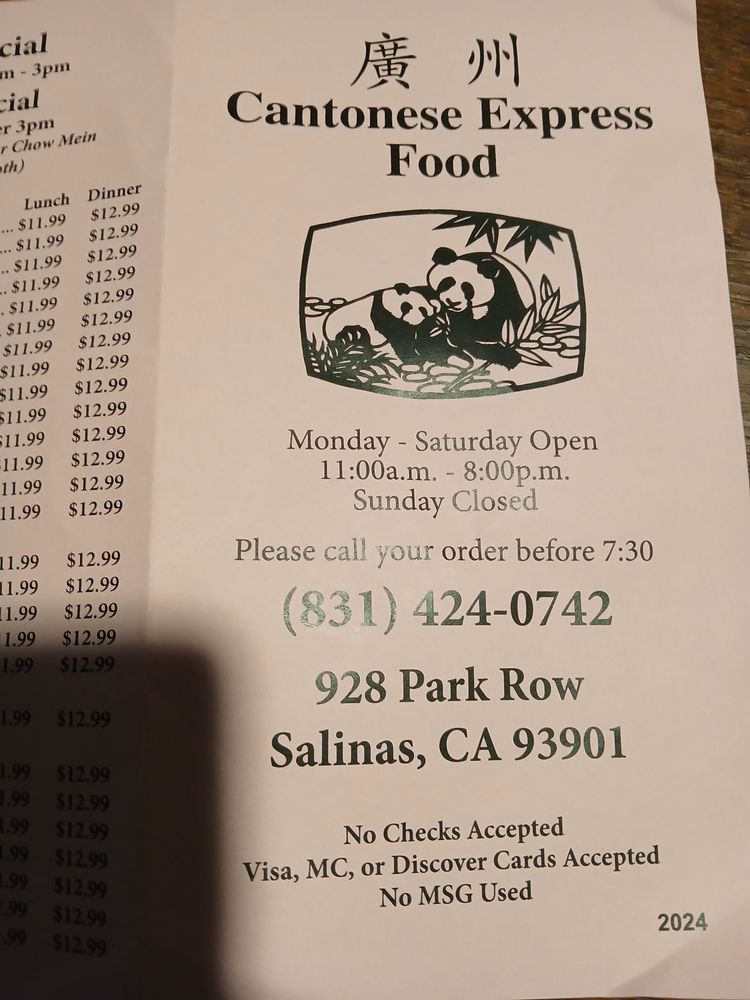 cial
m - 3pm
cial
er 3pm
r Chow Mein
oth)
Lunch Dinner
... $11.99 $12.99
... $11.99 $12.99
.. $11.99 $12.99
. $11.99 $12.99
. $11.99 $12.99
$11.99 $12.99
$11.99 $12.99
$11.99 $12.99
$11.99 $12.99
$11.99 $12.99
11.99 $12.99
11.99 $12.99
11.99 $12.99
11.99 $12.99
11.99 $12.99
11.99 $12.99
11.99 $12.99
1.99 $12.99
1.99 $12.99
1.99 $12.99
1.99 $12.99
1.99 $12.99
.99 $12.99
.99 $12.99
.99 $12.99
.99 $12.99
.99 $12.99
廣州
Cantonese Express
Food
Monday - Saturday Open
11:00a.m. - 8:00p.m.
Sunday Closed
Please call your order before 7:30
(831) 424-0742
928 Park Row
Salinas, CA 93901
No Checks Accepted
Visa, MC, or Discover Cards Accepted
No MSG Used
2024